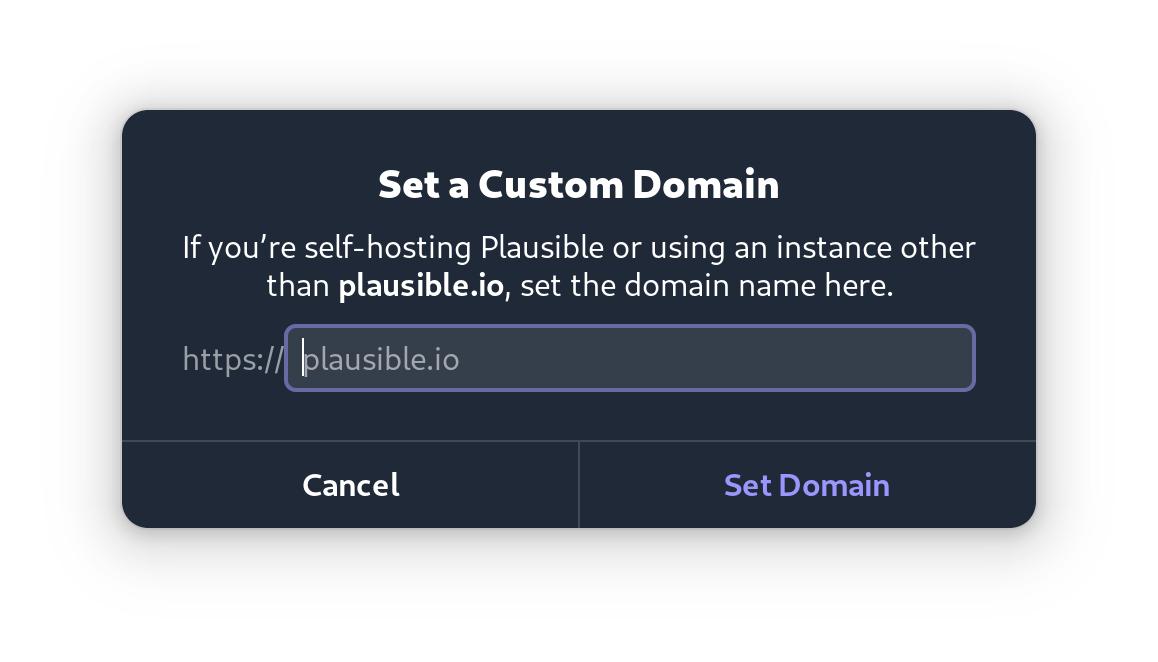 Set a Custom Domain
If you’re self-hosting Plausible or using an instance other
than plausible.io, set the domain name here.
https:// plausible.io
Cancel
Set Domain